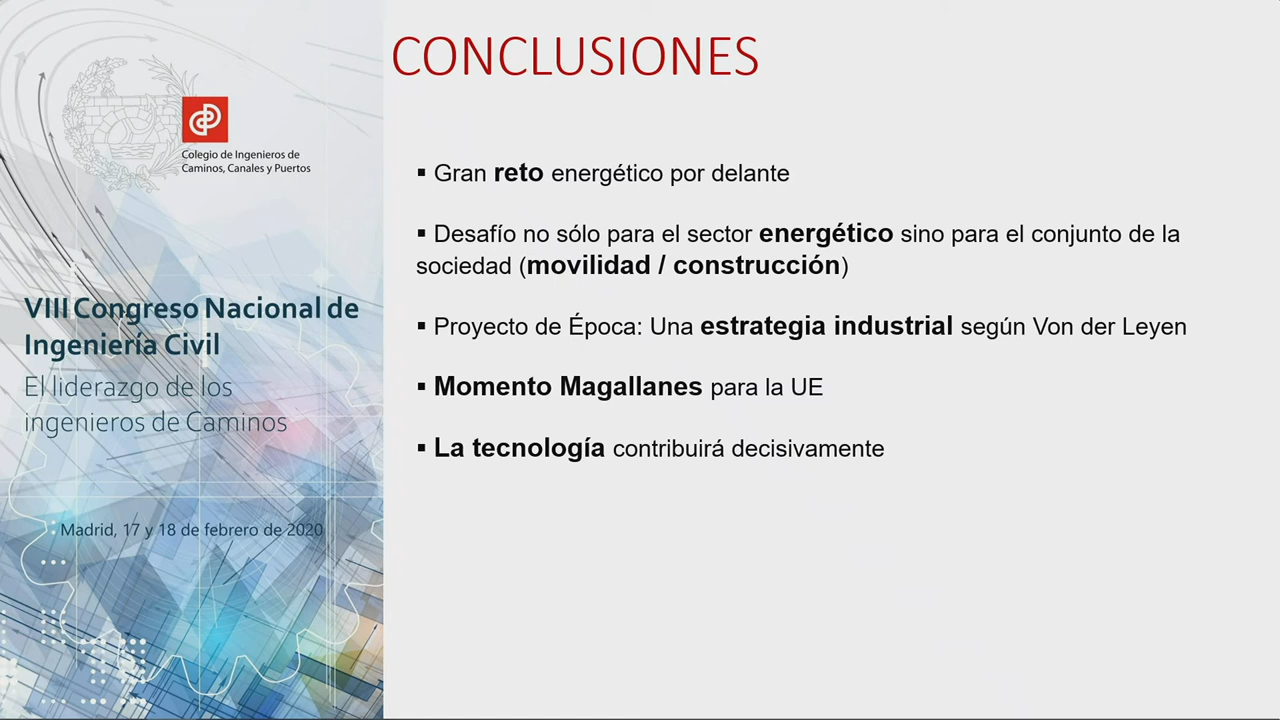 CONCLUSIONES
Colegio de Ingenieros de
Caminos, Canales y Puertos
VIII Congreso Nacional de
Ingeniería Civil
El liderazgo de los
ingenieros de Caminos
Madrid, 17 y 18 de febrero de 2020
▪ Gran reto energético por delante
▪ Desafío no sólo para el sector energético sino para el conjunto de la
sociedad (movilidad / construcción)
▪ Proyecto de Época: Una estrategia industrial según Von der Leyen
▪ Momento Magallanes para la UE
▪ La tecnología contribuirá decisivamente